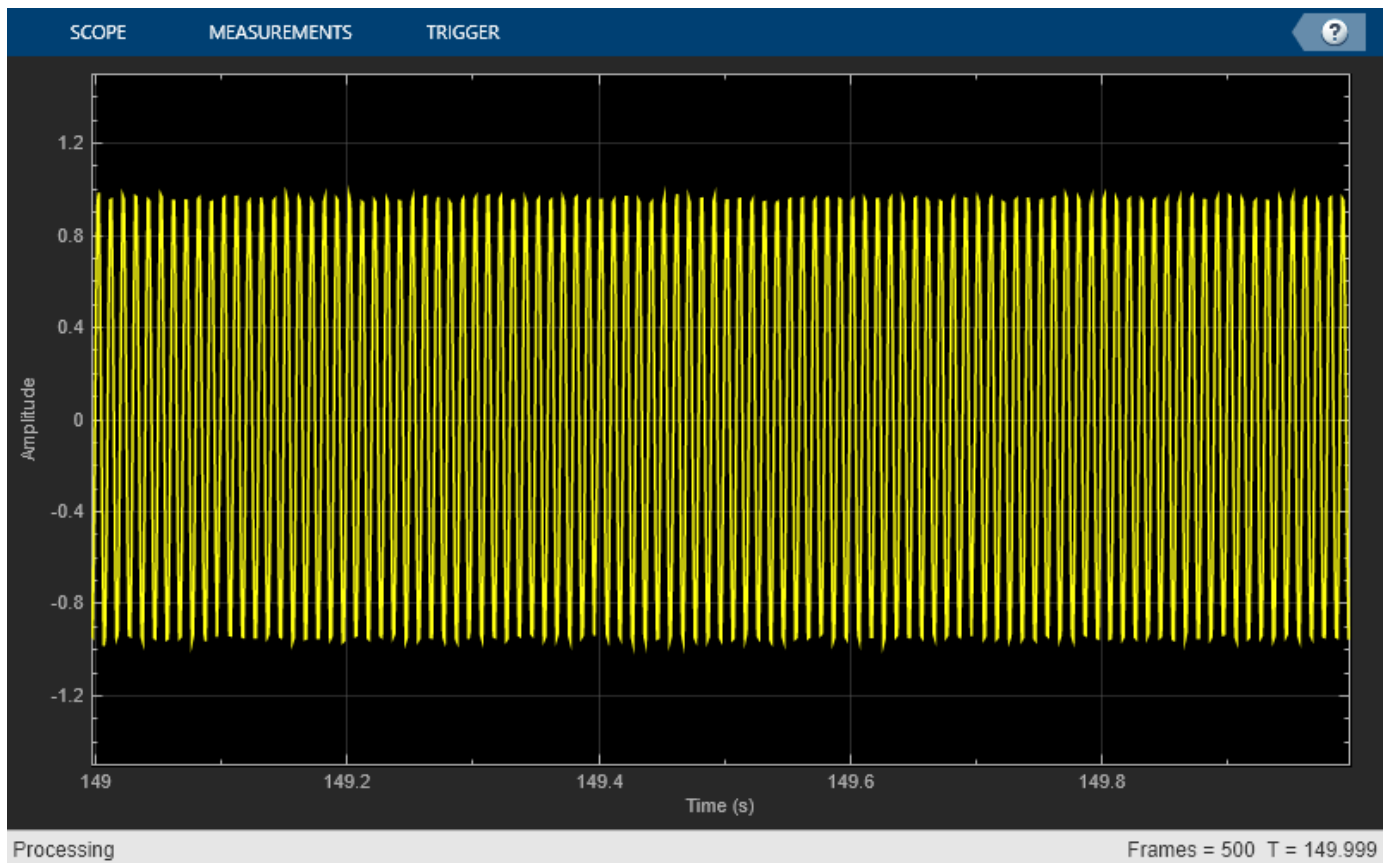 SCOPE MEASUREMENTS TRIGGER ?
1.2
0.8
0.4
0
-0.4
-0.8
-1.2
Amplitude
149 149.2 149.4 149.6 149.8
Time (s)
Processing Frames = 500 T = 149.999